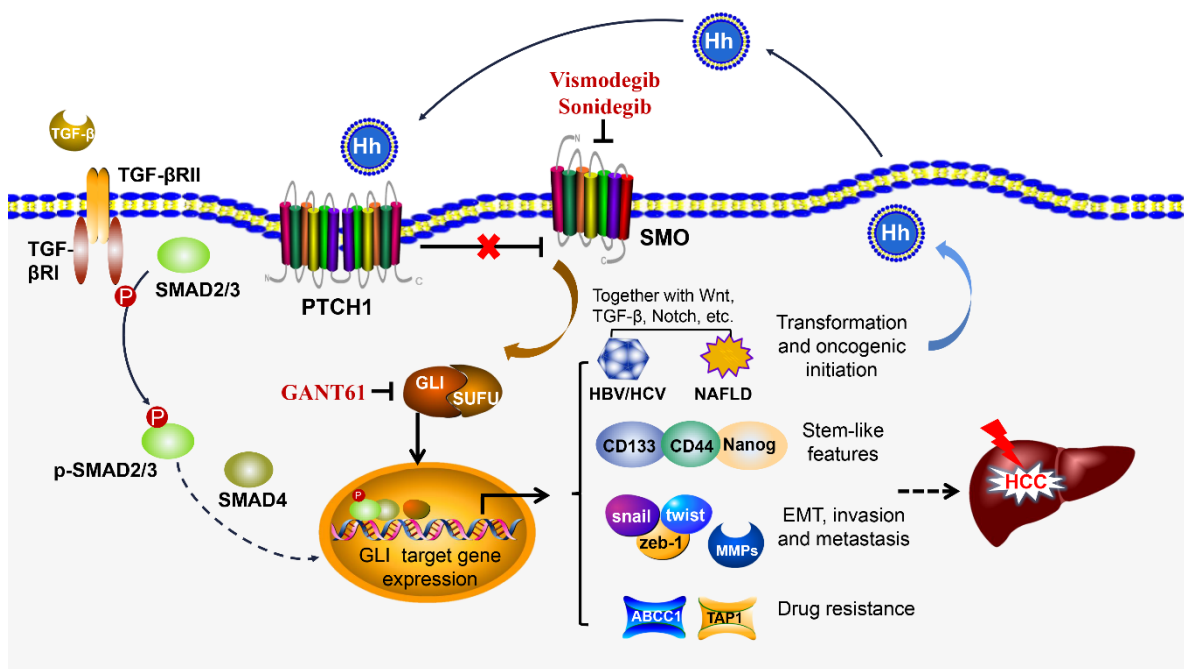 Hh
Vismodegib
Sonidegib
TGF-β
Hh
N
TGF-βRII
TGF-
βRI
SMAD2/3
P
N
C
PTCH1
C
SMO
Hh
Together with Wnt,
TGF-β, Notch, etc.
HBV/HCV
NAFLD
Transformation
and oncogenic
initiation
GANT61
GLI
SUFU
P
p-SMAD2/3
SMAD4
CD133
CD44
Nanog
Stem-like
features
HCC
P
GLI target gene
expression
snail
twist
zeb-1
MMPs
EMT, invasion
and metastasis
ABCC1
TAP1
Drug resistance